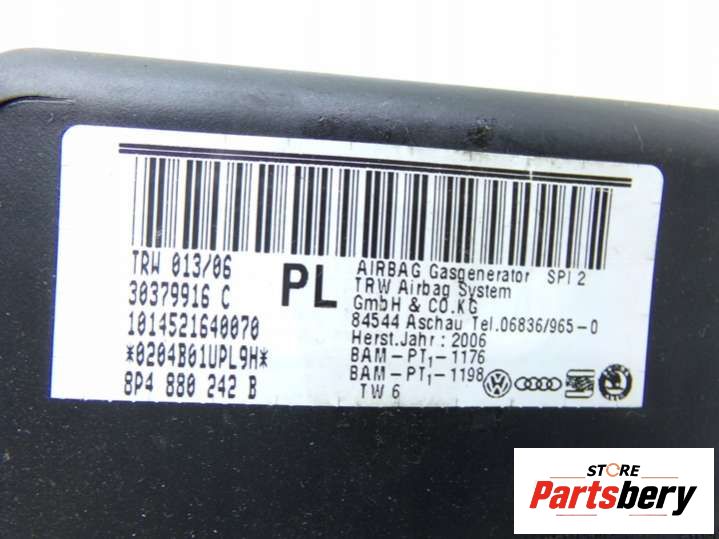 TRW 013/06
30379916 C
1014521640070
*0204B01UPL9H*
8P4 880 242 B
PL
AIRBAG Gasgenerator SPI 2
TRW Airbag System
GmbH & CO.KG
84544 Aschau Tel.06836/965-0
Herst.Jahr: 2006
BAM-PT1-1176
BAM-PT1-1198
TW 6
STORE
Partsbery